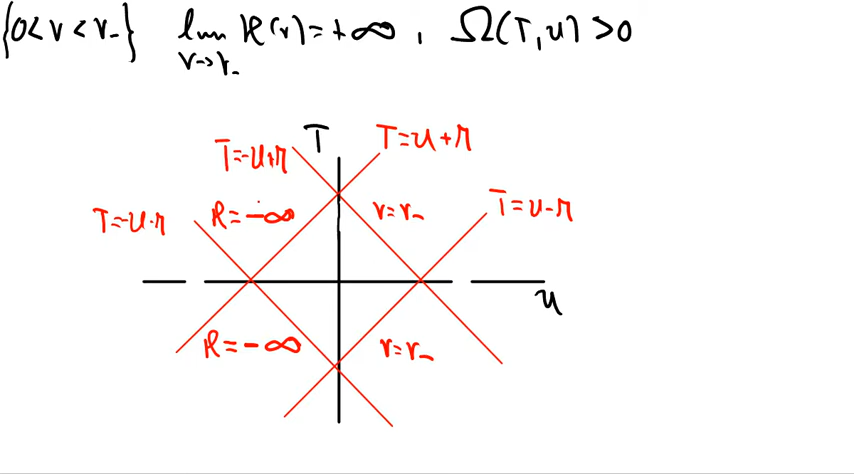 {0<r<r₋} lim R(r)=+∞, Ω(T,u)>0
r→r₋
T
T=-u+π
T=u+π
T=-u-π
R=-∞
r=r₋
T=u-π
u
R=-∞
r=r₋